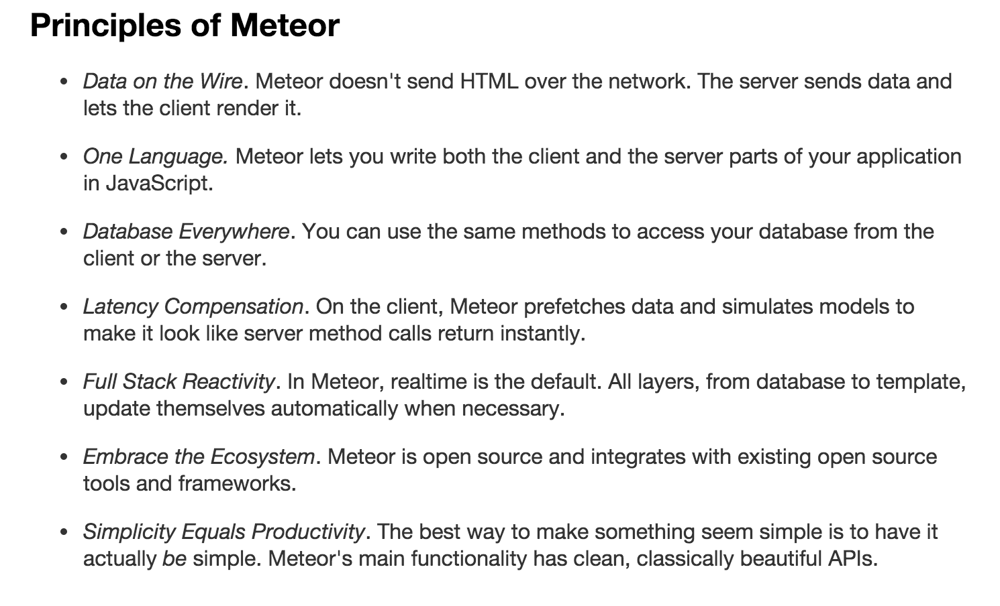 Principles of Meteor
• Data on the Wire. Meteor doesn't send HTML over the network. The server sends data and
lets the client render it.
• One Language. Meteor lets you write both the client and the server parts of your application
in JavaScript.
• Database Everywhere. You can use the same methods to access your database from the
client or the server.
• Latency Compensation. On the client, Meteor prefetches data and simulates models to
make it look like server method calls return instantly.
• Full Stack Reactivity. In Meteor, realtime is the default. All layers, from database to template,
update themselves automatically when necessary.
• Embrace the Ecosystem. Meteor is open source and integrates with existing open source
tools and frameworks.
• Simplicity Equals Productivity. The best way to make something seem simple is to have it
actually be simple. Meteor's main functionality has clean, classically beautiful APIs.